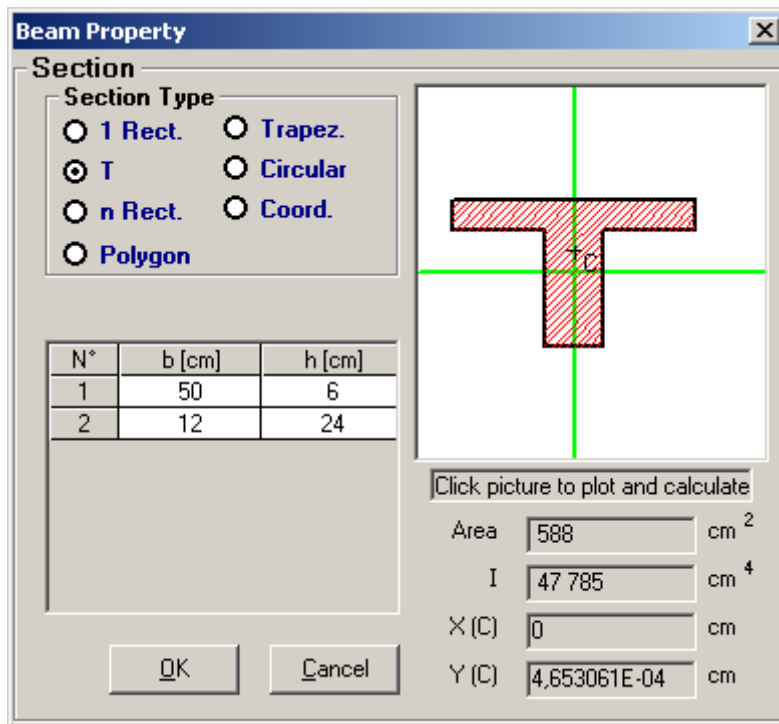 Beam Property
Section
Section Type
1 Rect.
Trapez.
T
Circular
n Rect.
Coord.
Polygon
N° b [cm] h [cm]
1 50 6
2 12 24
C
Click picture to plot and calculate
Area 588 cm 2
I 47 785 cm 4
X (C) 0 cm
Y (C) 4,653061E-04 cm
OK Cancel